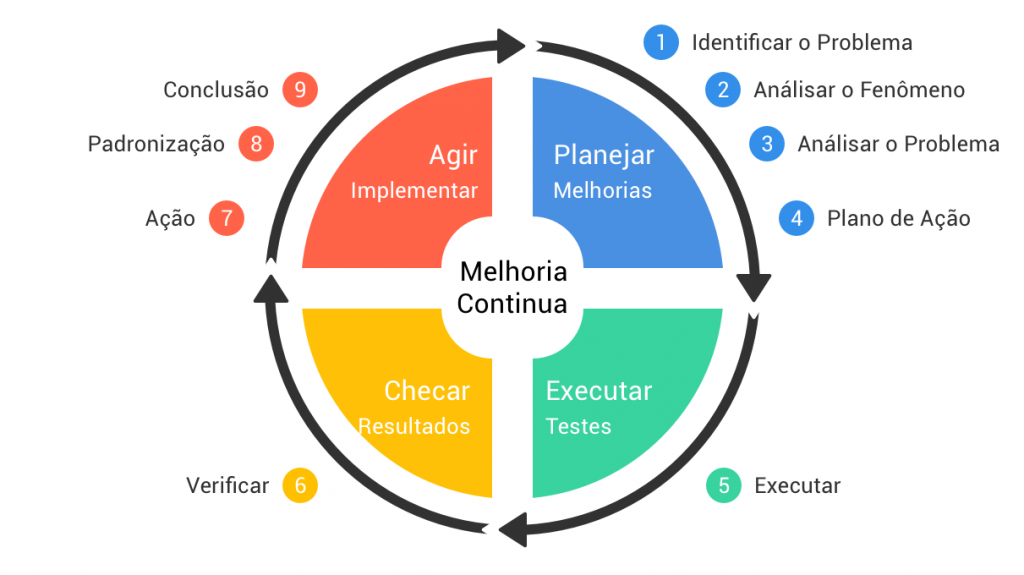 1 Identificar o Problema
2 Análisar o Fenômeno
3 Análisar o Problema
4 Plano de Ação
5 Executar
6 Verificar
7 Ação
8 Padronização
9 Conclusão
Planejar
Melhorias
Executar
Testes
Checar
Resultados
Agir
Implementar
Melhoria
Continua